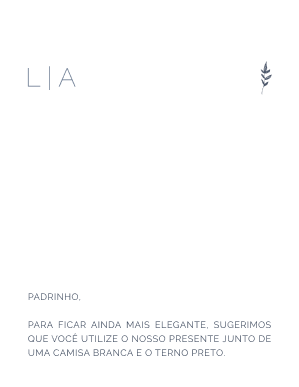 L|A
PADRINHO,
PARA FICAR AINDA MAIS ELEGANTE, SUGERIMOS
QUE VOCÊ UTILIZE O NOSSO PRESENTE JUNTO DE
UMA CAMISA BRANCA E O TERNO PRETO.